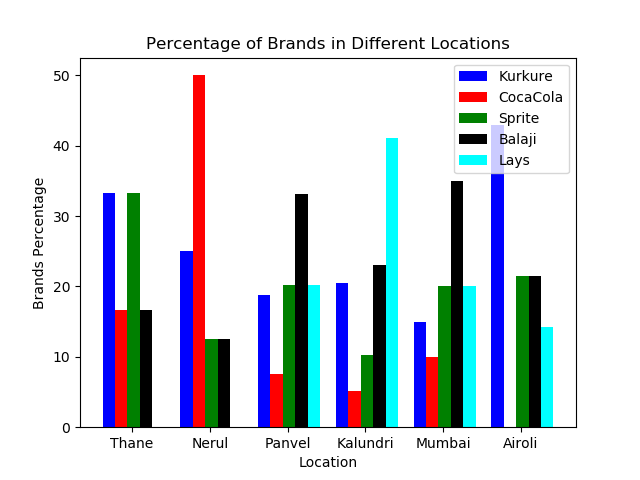 Percentage of Brands in Different Locations
50
40
30
20
10
0
Brands Percentage
Kurkure
CocaCola
Sprite
Balaji
Lays
Thane Nerul Panvel Kalundri Mumbai Airoli
Location